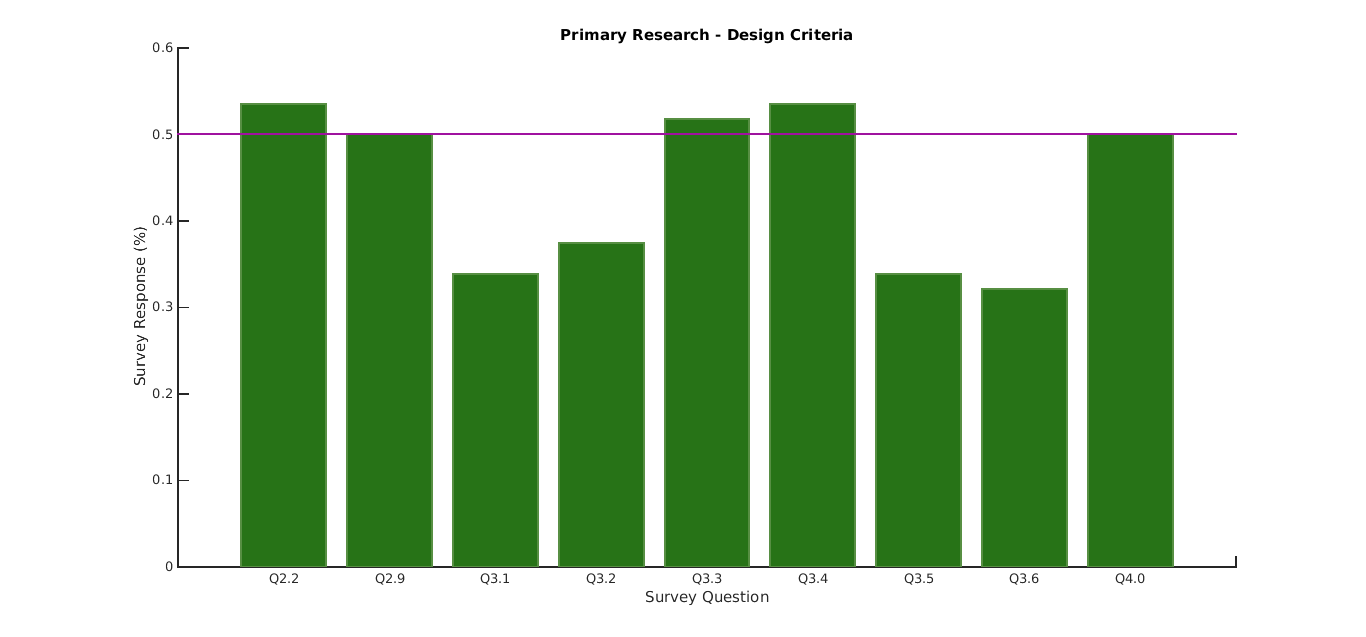 Primary Research - Design Criteria
0.6
0.5
0.4
0.3
0.2
0.1
0
Survey Response (%)
Q2.2 Q2.9 Q3.1 Q3.2 Q3.3 Q3.4 Q3.5 Q3.6 Q4.0
Survey Question